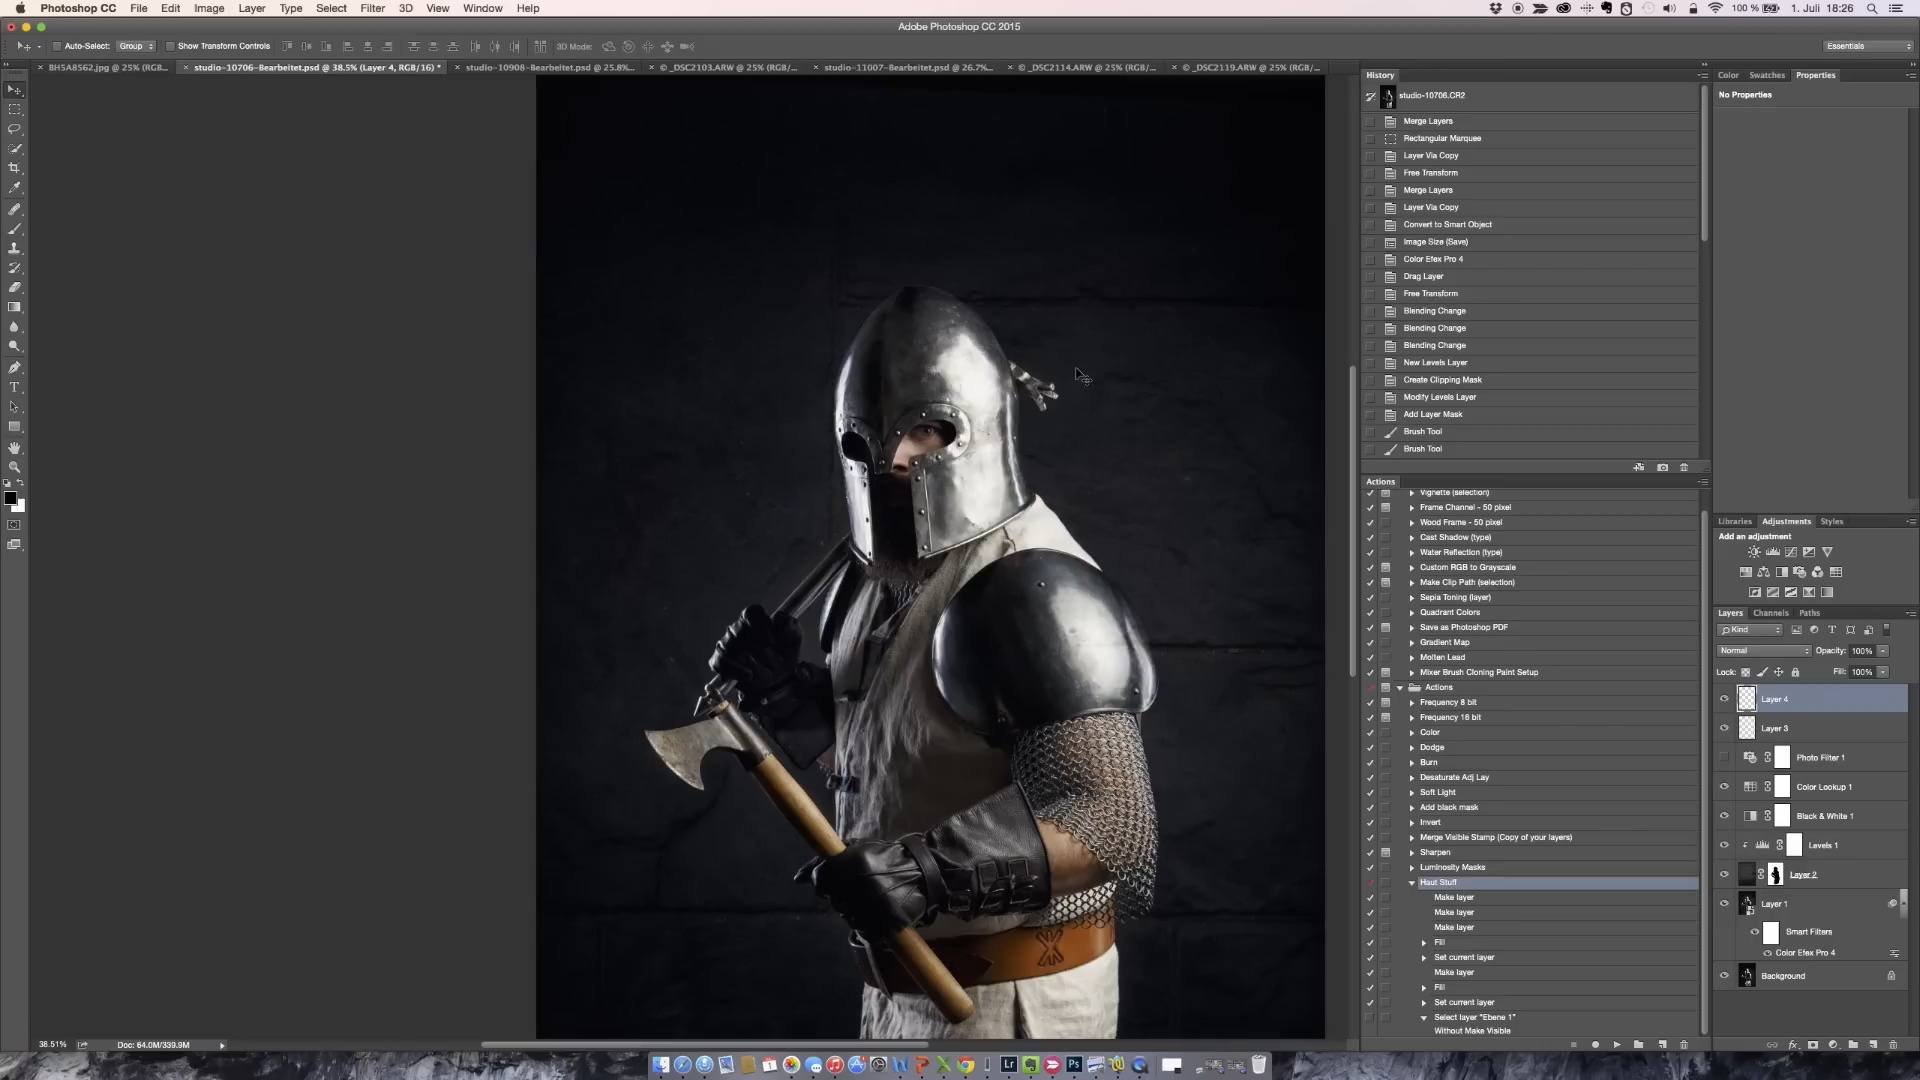 Photoshop CC File Edit Image Layer Type Select Filter 3D View Window Help 100 % 1. Juli 18:26
Adobe Photoshop CC 2015
Auto-Select: Group Show Transform Controls 3D Mode: Essentials
BH5A8562.jpg @ 25% (RGB... studio-10706-Bearbeitet.psd @ 38.5% (Layer 4, RGB/16) * studio-10908-Bearbeitet.psd @ 25.8%... © _DSC2103.ARW @ 25% (RGB/... studio-11007-Bearbeitet.psd @ 26.7%... © _DSC2114.ARW @ 25% (RGB/... © _DSC2119.ARW @ 25% (RGB/...
History
studio-10706.CR2
Merge Layers
Rectangular Marquee
Layer Via Copy
Free Transform
Merge Layers
Layer Via Copy
Convert to Smart Object
Image Size (Save)
Color Efex Pro 4
Drag Layer
Free Transform
Blending Change
Blending Change
Blending Change
New Levels Layer
Create Clipping Mask
Modify Levels Layer
Add Layer Mask
Brush Tool
Brush Tool
Actions
Vignette (selection)
Frame Channel - 50 pixel
Wood Frame - 50 pixel
Cast Shadow (type)
Water Reflection (type)
Custom RGB to Grayscale
Make Clip Path (selection)
Sepia Toning (layer)
Quadrant Colors
Save as Photoshop PDF
Gradient Map
Molten Lead
Mixer Brush Cloning Paint Setup
Actions
Frequency 8 bit
Frequency 16 bit
Color
Dodge
Burn
Desaturate Adj Lay
Soft Light
Add black mask
Invert
Merge Visible Stamp (Copy of your layers)
Sharpen
Luminosity Masks
Haut Stuff
Make layer
Make layer
Make layer
Fill
Set current layer
Make layer
Fill
Set current layer
Select layer "Ebene 1"
Without Make Visible
Color Swatches Properties
No Properties
Libraries Adjustments Styles
Add an adjustment
Layers Channels Paths
Kind
Normal Opacity: 100%
Lock: Fill: 100%
Layer 4
Layer 3
Photo Filter 1
Color Lookup 1
Black & White 1
Levels 1
Layer 2
Layer 1
Smart Filters
Color Efex Pro 4
Background
38.51% Doc: 64.0M/339.9M
Lr Ps